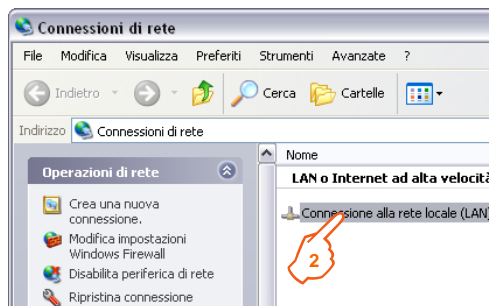 Connessioni di rete
File Modifica Visualizza Preferiti Strumenti Avanzate ?
Indietro Cerca Cartelle
Indirizzo Connessioni di rete
Operazioni di rete
Crea una nuova
connessione.
Modifica impostazioni
Windows Firewall
Disabilita periferica di rete
Ripristina connessione
Nome
LAN o Internet ad alta velocità
Connessione alla rete locale (LAN)
2